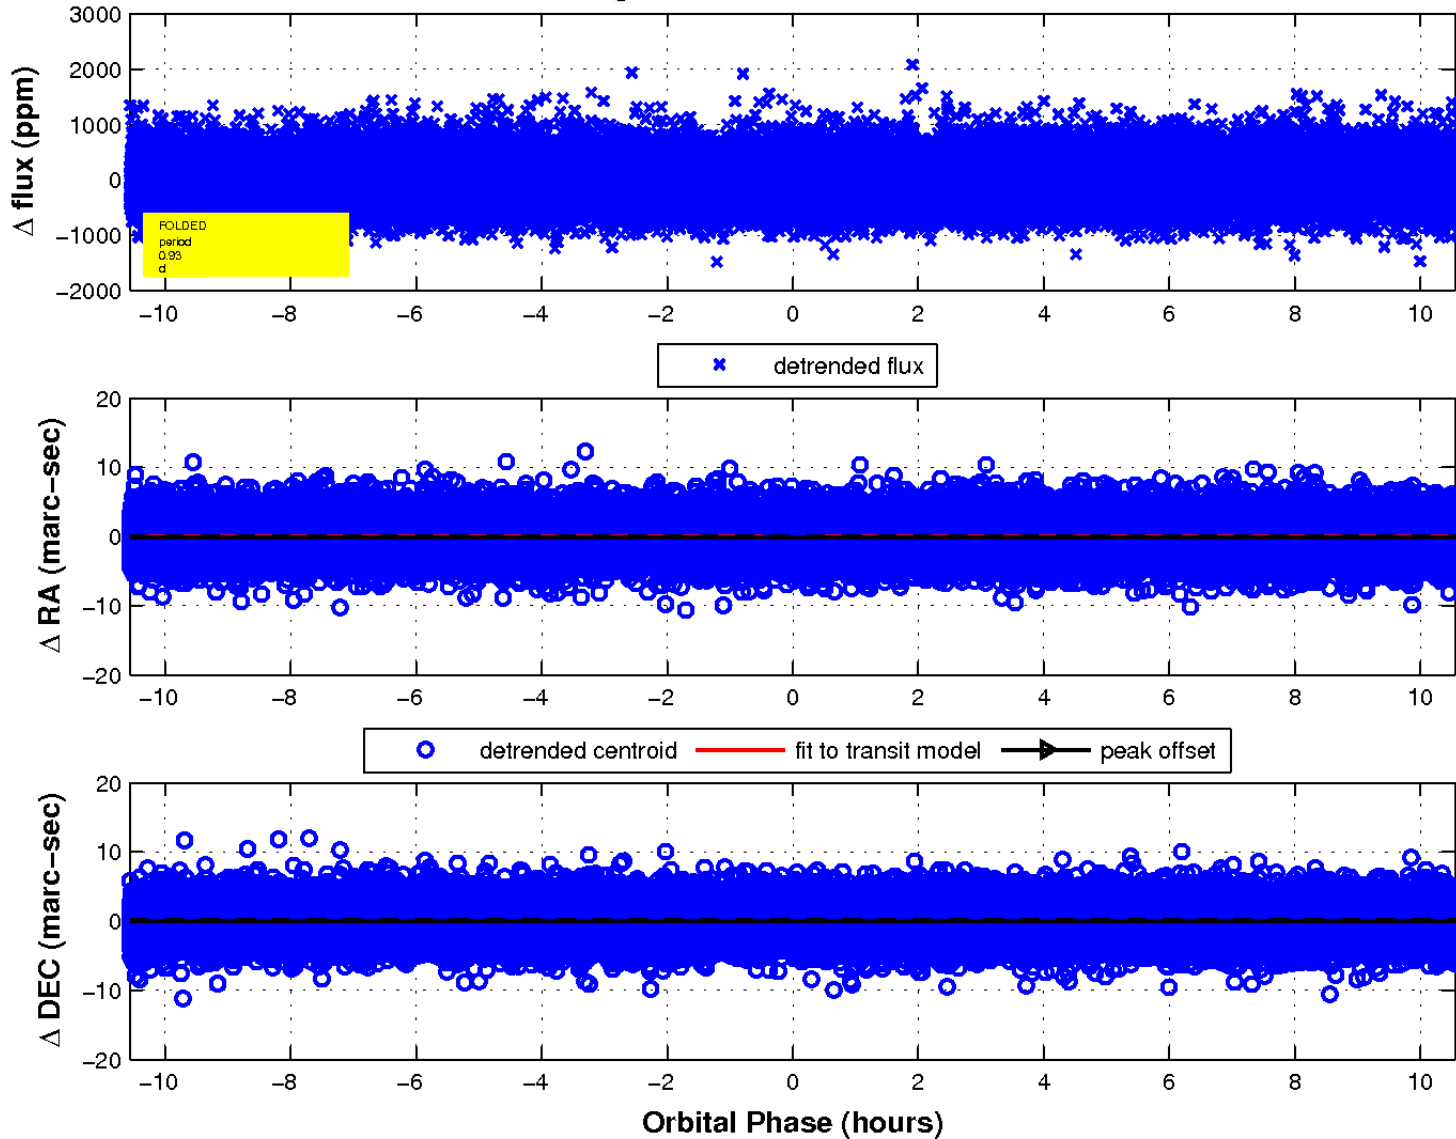 3000
2000
1000
0
−1000
−2000
Δ flux (ppm)
FOLDED
period
0.93
d
−10 −8 −6 −4 −2 0 2 4 6 8 10
detrended flux
20
10
0
−10
−20
Δ RA (marc−sec)
−10 −8 −6 −4 −2 0 2 4 6 8 10
detrended centroid fit to transit model peak offset
20
10
0
−10
−20
Δ DEC (marc−sec)
−10 −8 −6 −4 −2 0 2 4 6 8 10
Orbital Phase (hours)